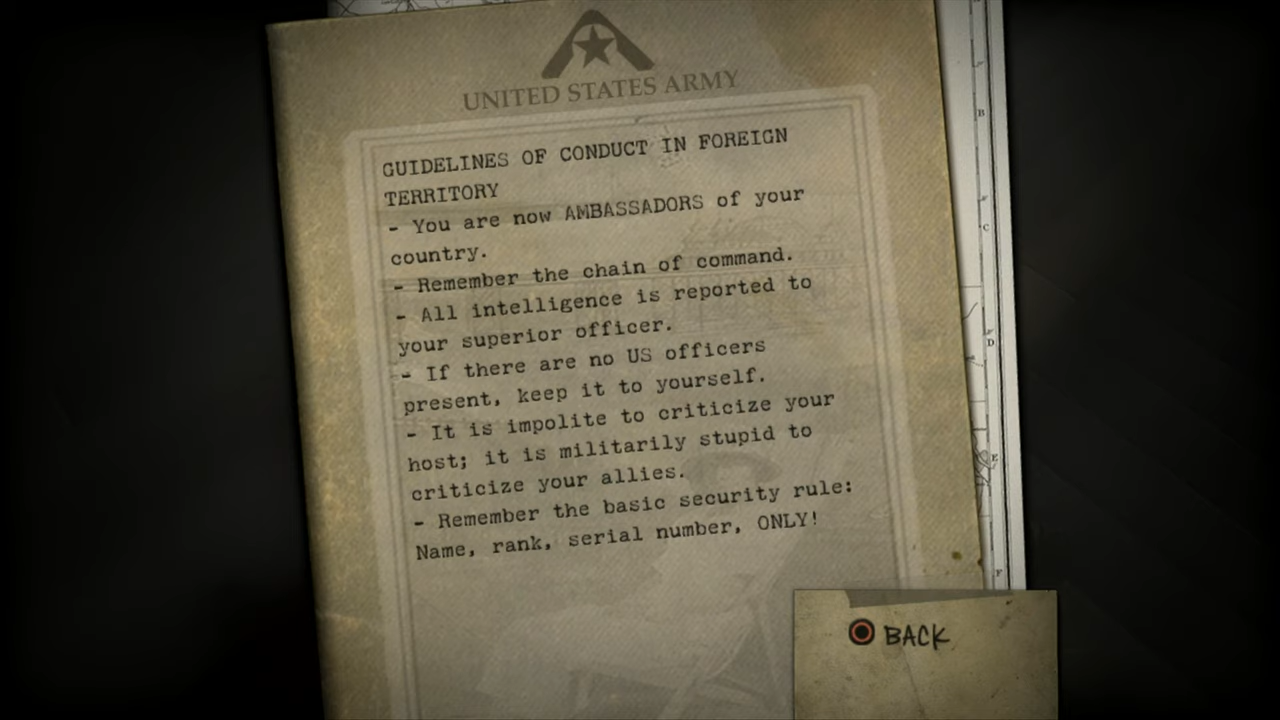 UNITED STATES ARMY
GUIDELINES OF CONDUCT IN FOREIGN
TERRITORY
- You are now AMBASSADORS of your
country.
- Remember the chain of command.
- All intelligence is reported to
your superior officer.
- If there are no US officers
present, keep it to yourself.
- It is impolite to criticize your
host; it is militarily stupid to
criticize your allies.
- Remember the basic security rule:
Name, rank, serial number, ONLY!
B
C
D
E
F
BACK